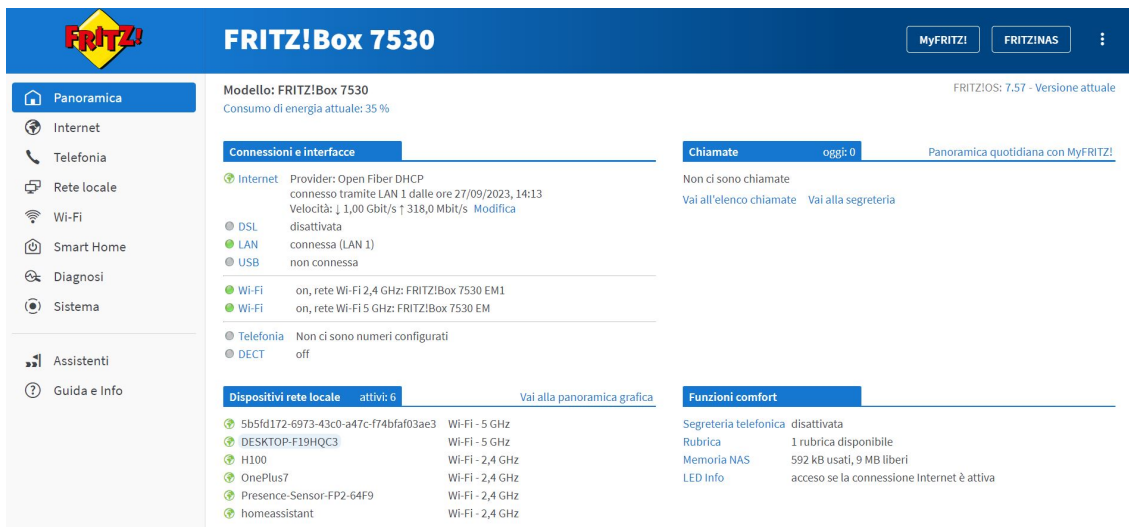 FRITZ!
FRITZ!Box 7530
MyFRITZ!
FRITZ!NAS
Panoramica
Internet
Telefonia
Rete locale
Wi-Fi
Smart Home
Diagnosi
Sistema
Assistenti
Guida e Info
Modello: FRITZ!Box 7530
Consumo di energia attuale: 35 %
FRITZ!OS: 7.57 - Versione attuale
Connessioni e interfacce
Internet Provider: Open Fiber DHCP
connesso tramite LAN 1 dalle ore 27/09/2023, 14:13
Velocità: ↓ 1,00 Gbit/s ↑ 318,0 Mbit/s Modifica
DSL disattivata
LAN connessa (LAN 1)
USB non connessa
Wi-Fi on, rete Wi-Fi 2,4 GHz: FRITZ!Box 7530 EM1
Wi-Fi on, rete Wi-Fi 5 GHz: FRITZ!Box 7530 EM
Telefonia Non ci sono numeri configurati
DECT off
Chiamate oggi: 0 Panoramica quotidiana con MyFRITZ!
Non ci sono chiamate
Vai all'elenco chiamate Vai alla segreteria
Dispositivi rete locale attivi: 6 Vai alla panoramica grafica
5b5fd172-6973-43c0-a47c-f74bfaf03ae3 Wi-Fi - 5 GHz
DESKTOP-F19HQC3 Wi-Fi - 5 GHz
H100 Wi-Fi - 2,4 GHz
OnePlus7 Wi-Fi - 2,4 GHz
Presence-Sensor-FP2-64F9 Wi-Fi - 2,4 GHz
homeassistant Wi-Fi - 2,4 GHz
Funzioni comfort
Segreteria telefonica disattivata
Rubrica 1 rubrica disponibile
Memoria NAS 592 kB usati, 9 MB liberi
LED Info acceso se la connessione Internet è attiva